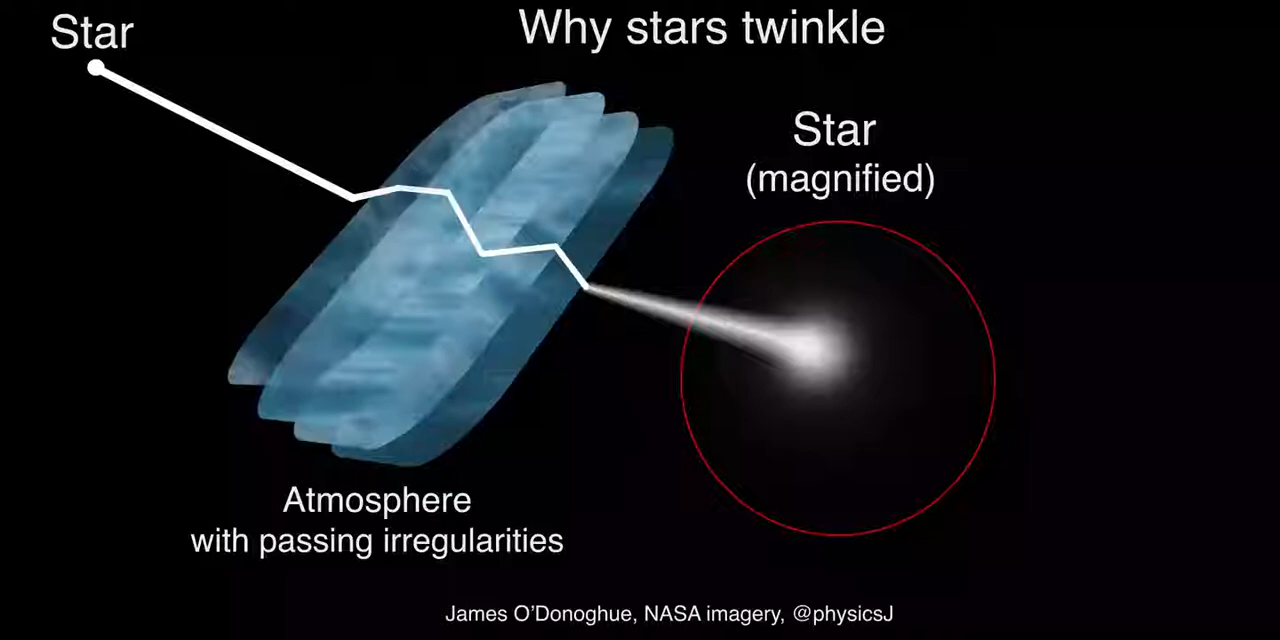 Star
Why stars twinkle
Star
(magnified)
Atmosphere
with passing irregularities
James O’Donoghue, NASA imagery, @physicsJ